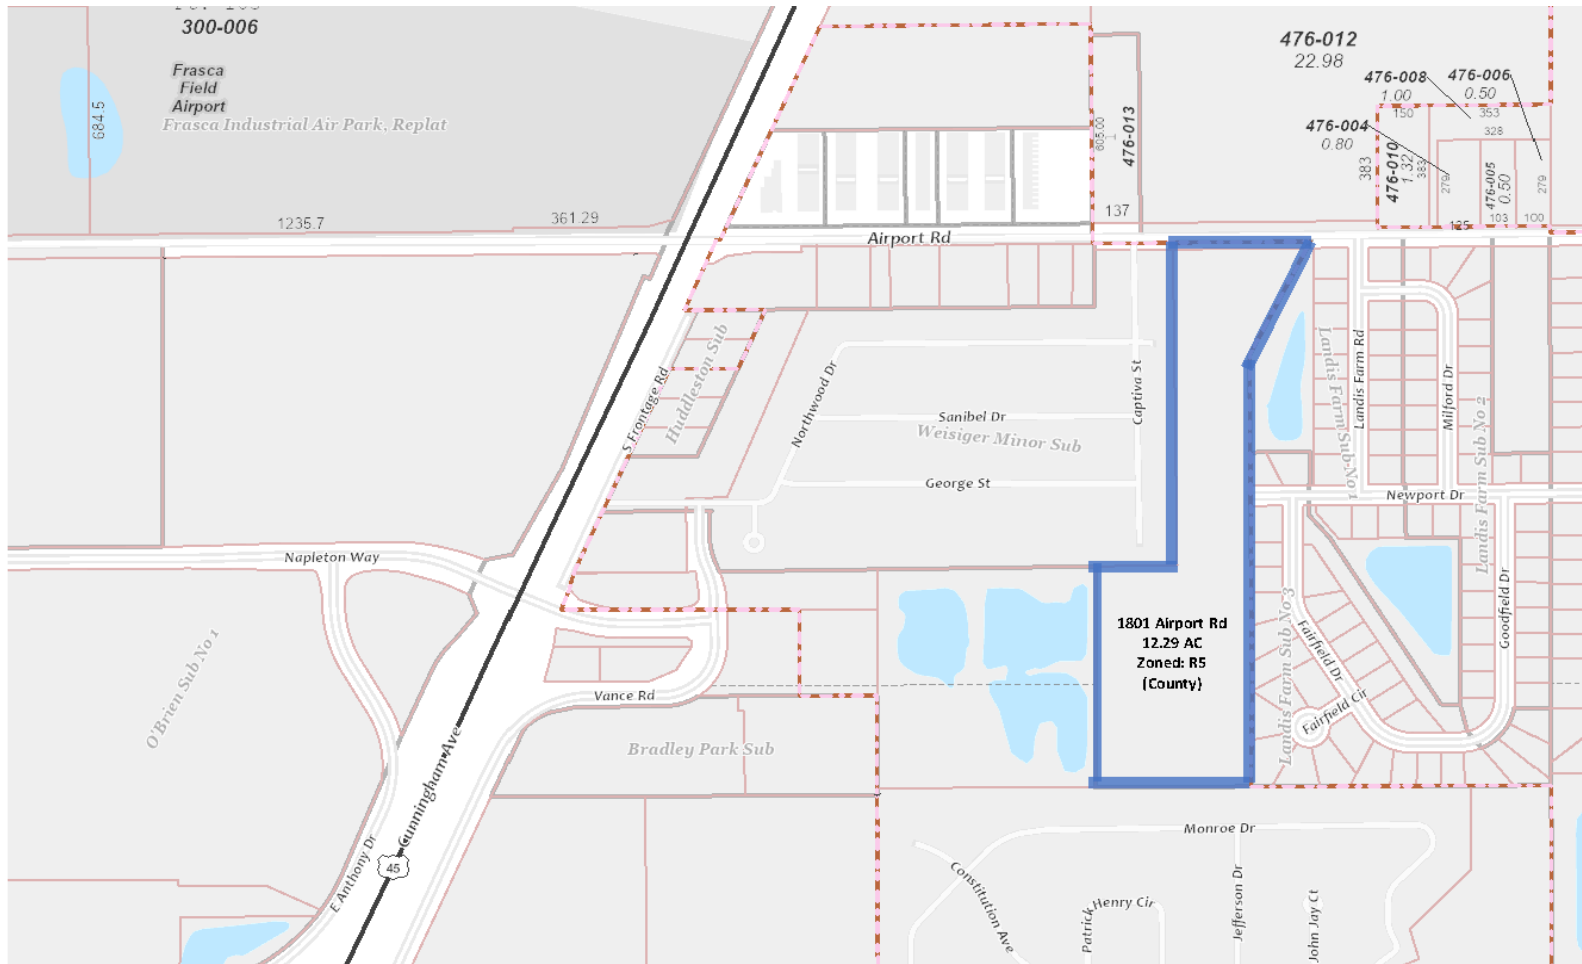 300-006
Frasca
Field
Airport
Frasca Industrial Air Park, Replat
684.5
1235.7
361.29
Airport Rd
476-012
22.98
476-008
1.00
476-006
0.50
476-004
0.80
150
353
328
383
476-010
1.32
383
279
476-005
0.50
279
125
103
100
605.00
476-013
137
Huddleston Sub
S Frontage Rd
Northwood Dr
Sanibel Dr
Weisiger Minor Sub
George St
Captiva St
Landis Farm Sub No 1
Landis Farm Rd
Milford Dr
Landis Farm Sub No 2
Newport Dr
Goodfield Dr
Landis Farm Sub No 3
Fairfield Dr
Fairfield Cir
1801 Airport Rd
12.29 AC
Zoned: R5
(County)
Napleton Way
O'Brien Sub No 1
Vance Rd
Bradley Park Sub
Cunningham Ave
E Anthony Dr
45
Monroe Dr
Constitution Ave
Patrick Henry Cir
Jefferson Dr
John Jay Ct